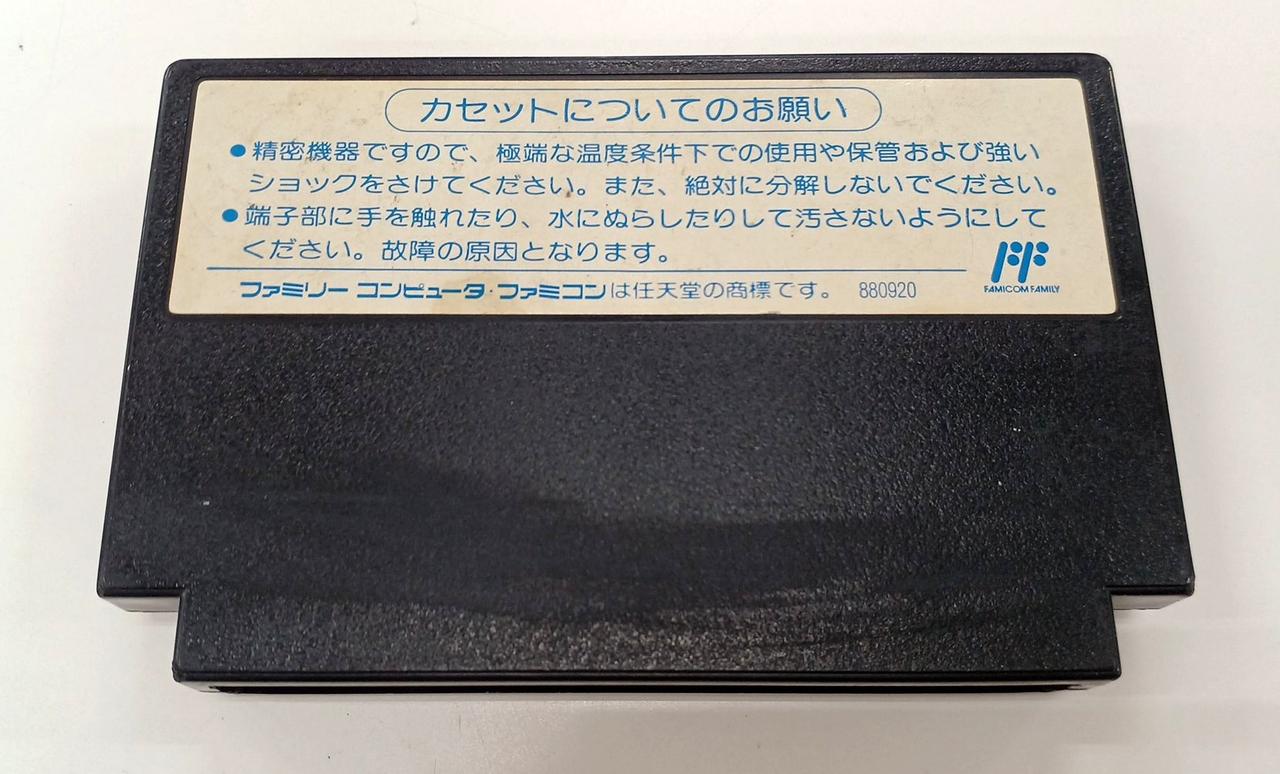 カセットについてのお願い
●精密機器ですので、極端な温度条件下での使用や保管および強い
ショックをさけてください。また、絶対に分解しないでください。
●端子部に手を触れたり、水にぬらしたりして汚さないようにして
ください。故障の原因となります。
ファミリー コンピュータ・ファミコンは任天堂の商標です。 880920
FAMICOM FAMILY